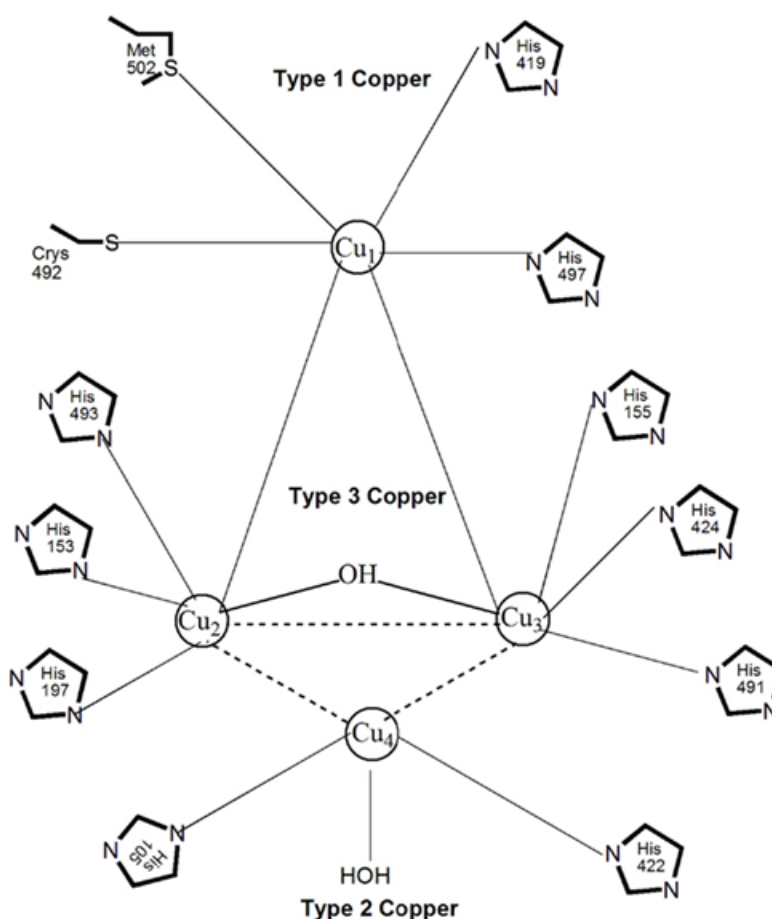 Met
502
S
Type 1 Copper
N
His
419
N
Crys
492
S
Cu1
N
His
497
N
N
His
493
N
N
His
155
N
Type 3 Copper
N
His
153
N
OH
N
His
424
N
Cu2
Cu3
N
His
197
N
N
His
491
N
Cu4
N
His
105
N
HOH
N
His
422
N
Type 2 Copper